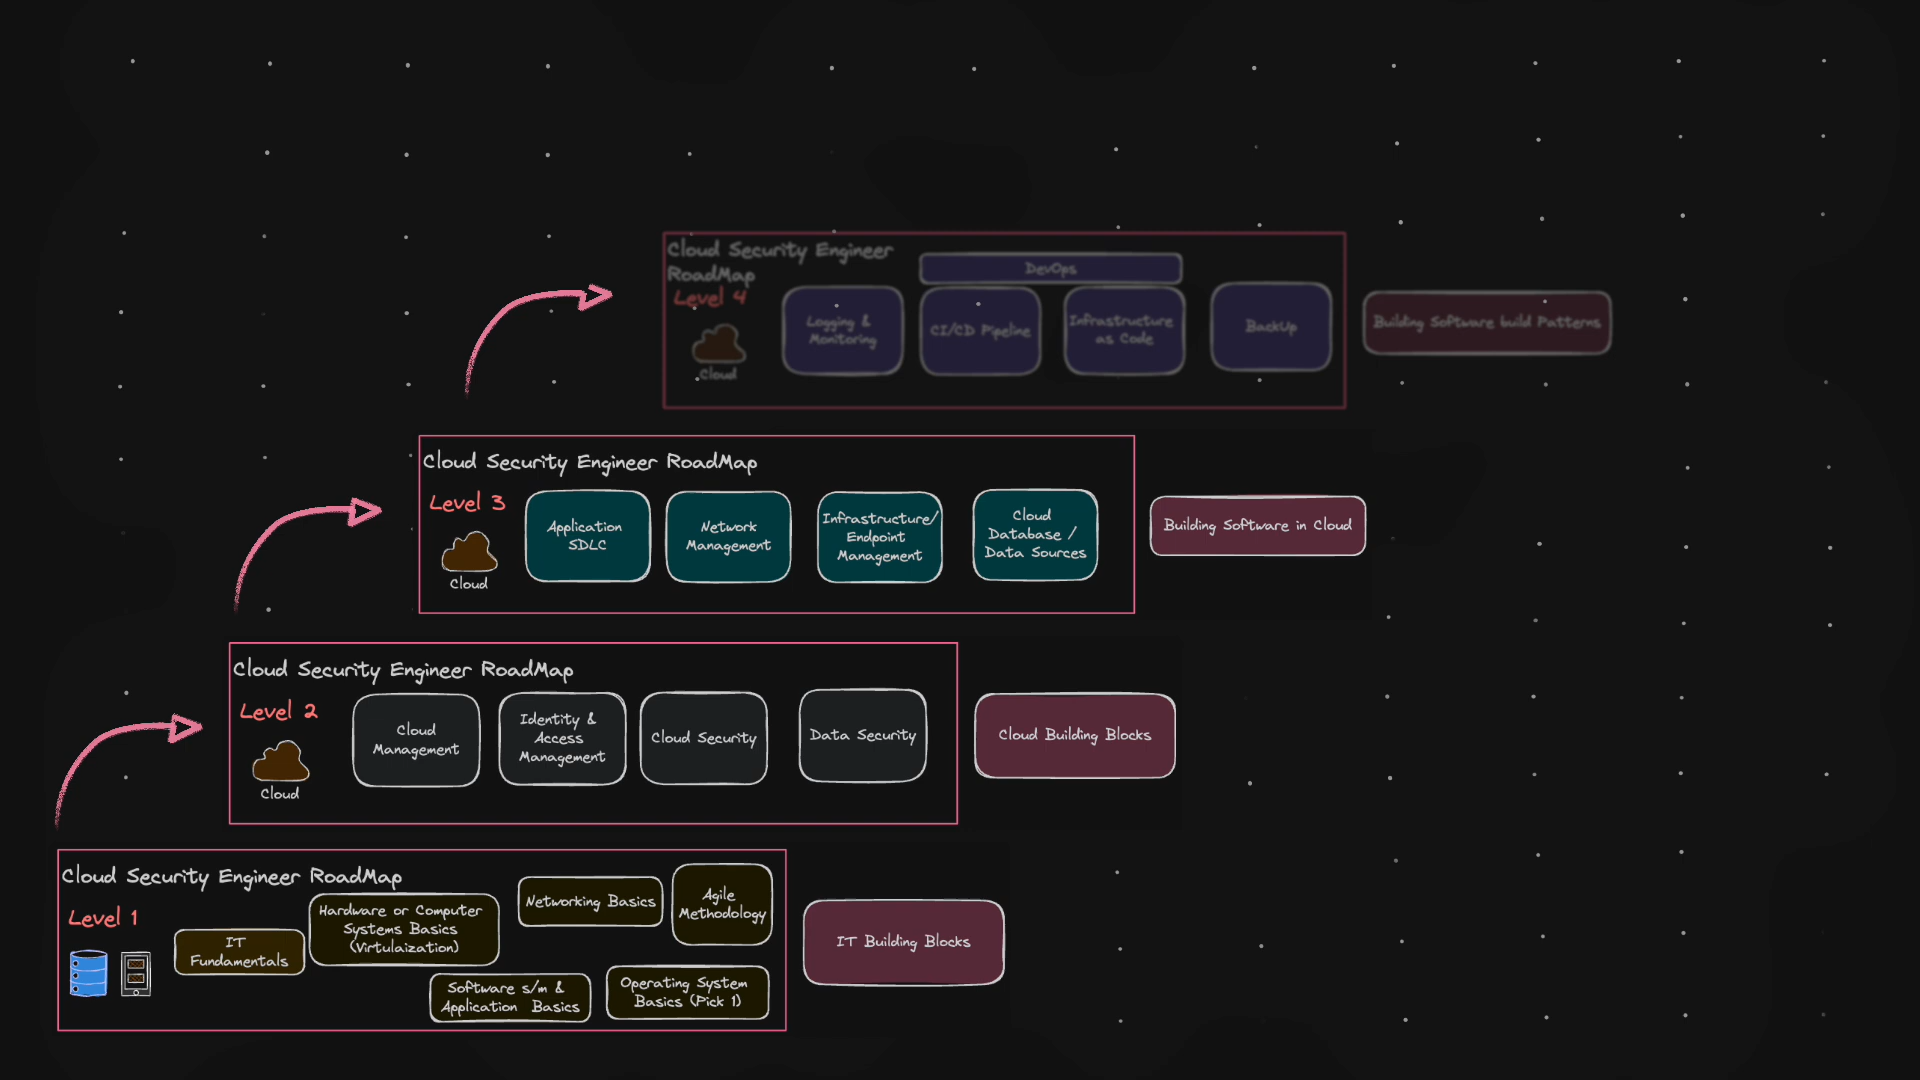 Cloud Security Engineer
RoadMap
Level 4
Cloud
DevOps
Logging &
Monitoring
CI/CD Pipeline
Infrastructure
as Code
BackUp
Building Software build Patterns
Cloud Security Engineer RoadMap
Level 3
Cloud
Application
SDLC
Network
Management
Infrastructure/
Endpoint
Management
Cloud
Database /
Data Sources
Building Software in Cloud
Cloud Security Engineer RoadMap
Level 2
Cloud
Cloud
Management
Identity &
Access
Management
Cloud Security
Data Security
Cloud Building Blocks
Cloud Security Engineer RoadMap
Level 1
IT
Fundamentals
Hardware or Computer
Systems Basics
(Virtulaization)
Networking Basics
Agile
Methodology
Software s/m &
Application Basics
Operating System
Basics (Pick 1)
IT Building Blocks